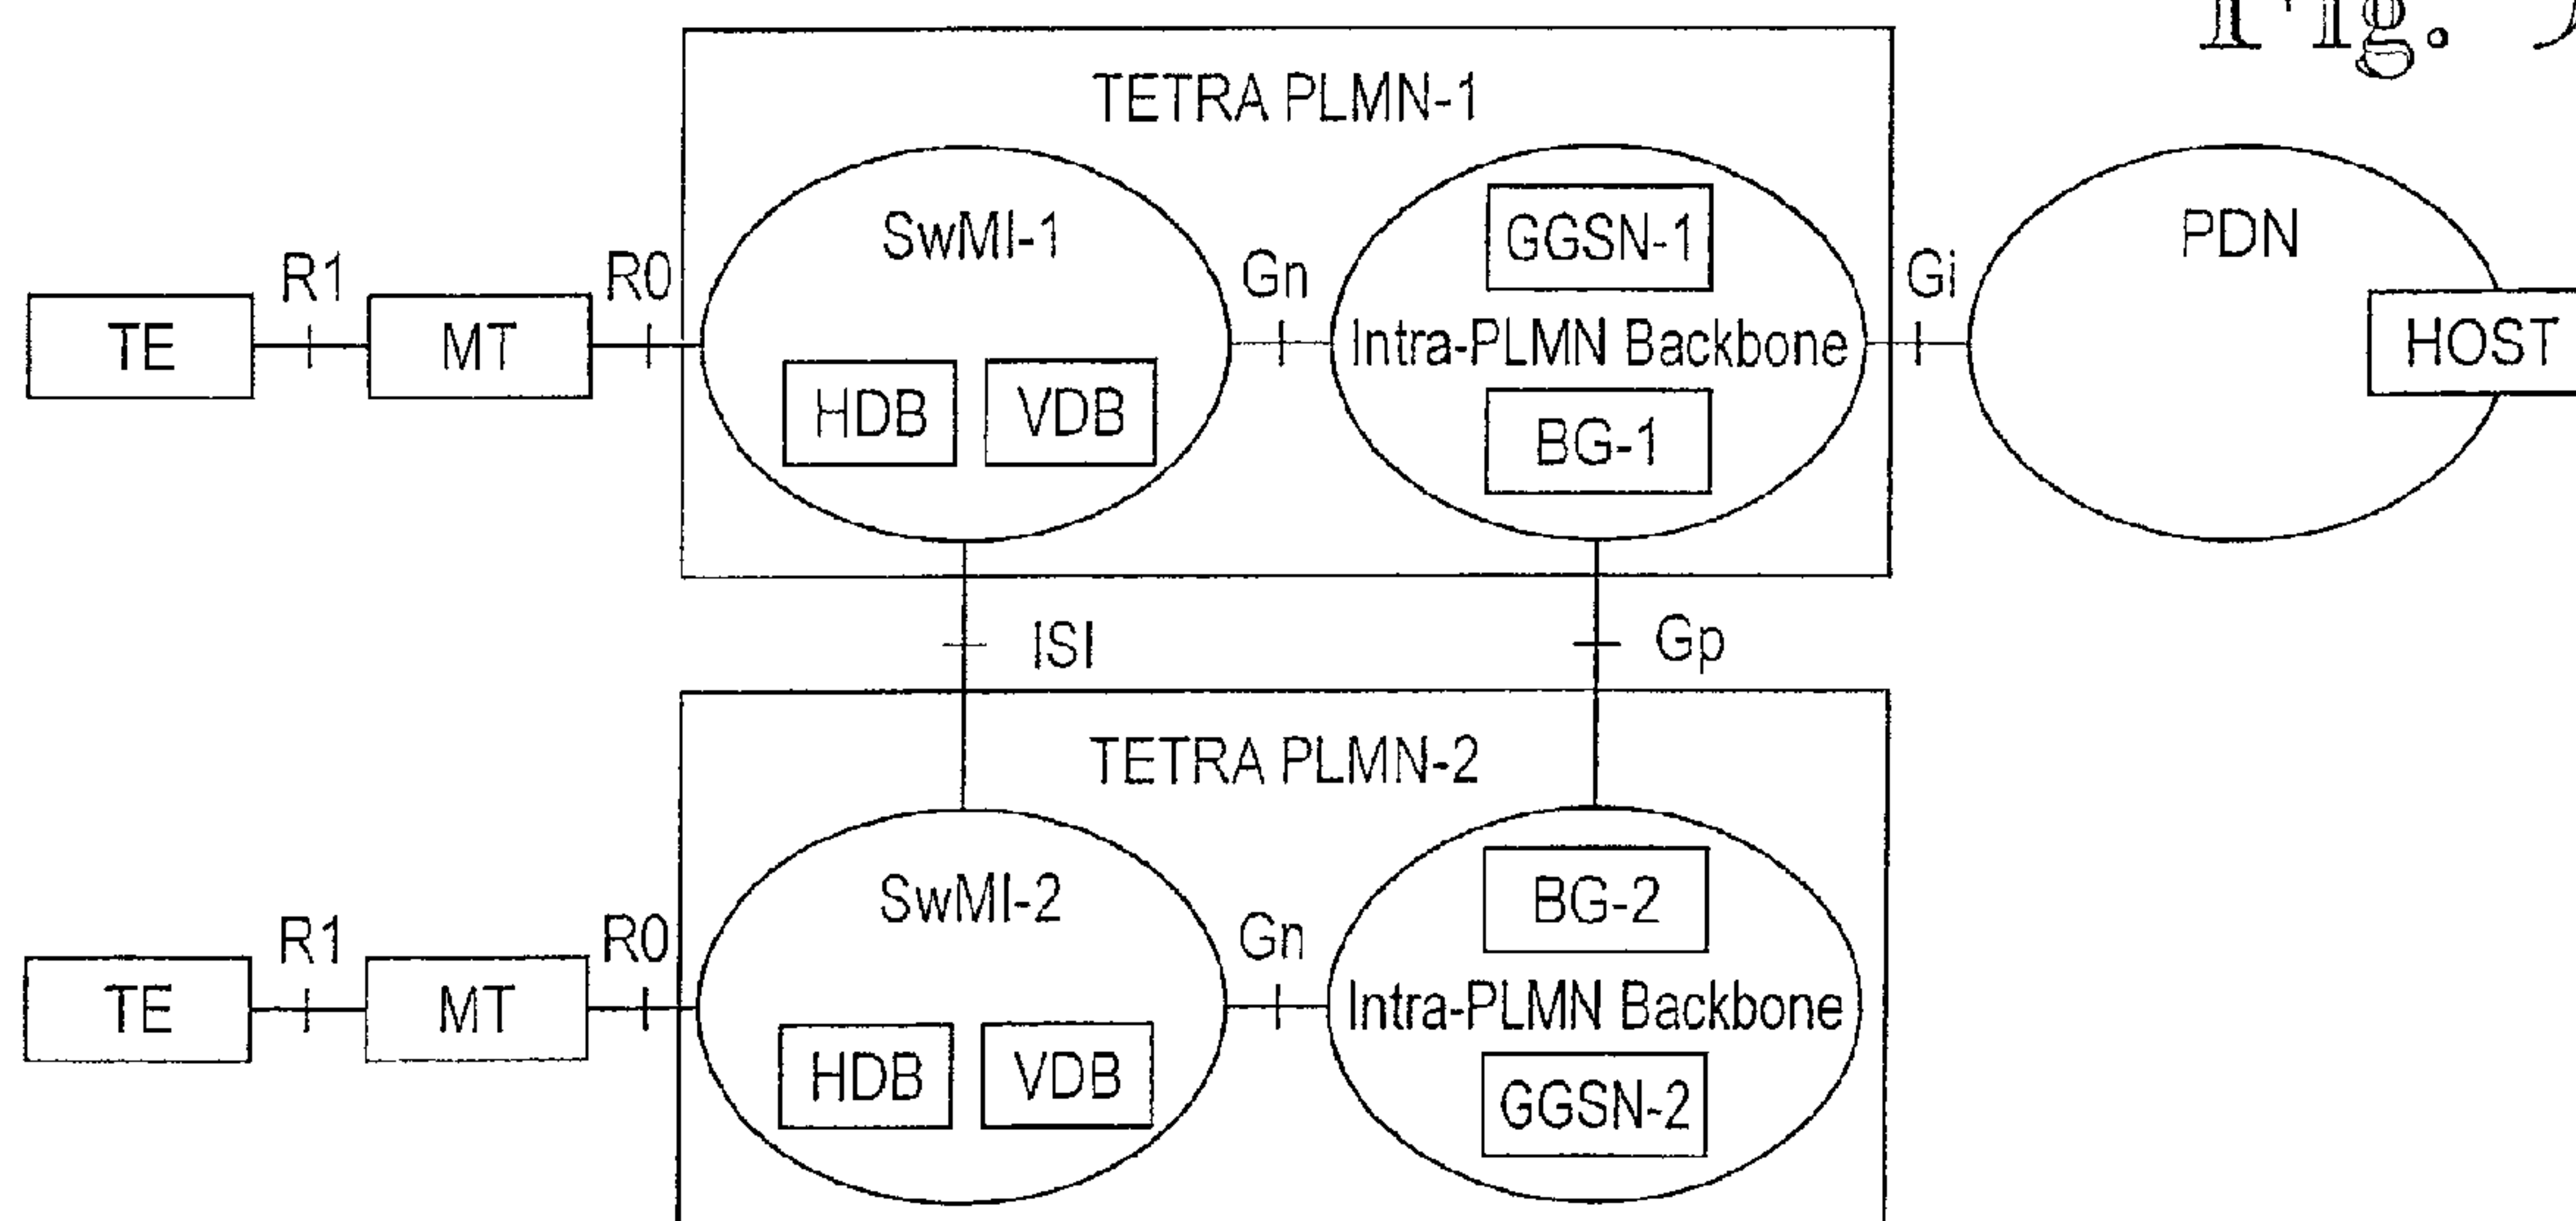 Fig.
TETRA PLMN-1
SwMI-1
GGSN-1
PDN
R1
R0
Gn
Gi
TE
MT
Intra-PLMN Backbone
HOST
HDB
VDB
BG-1
ISI
Gp
TETRA PLMN-2
SwMI-2
BG-2
R1
R0
Gn
TE
MT
Intra-PLMN Backbone
HDB
VDB
GGSN-2